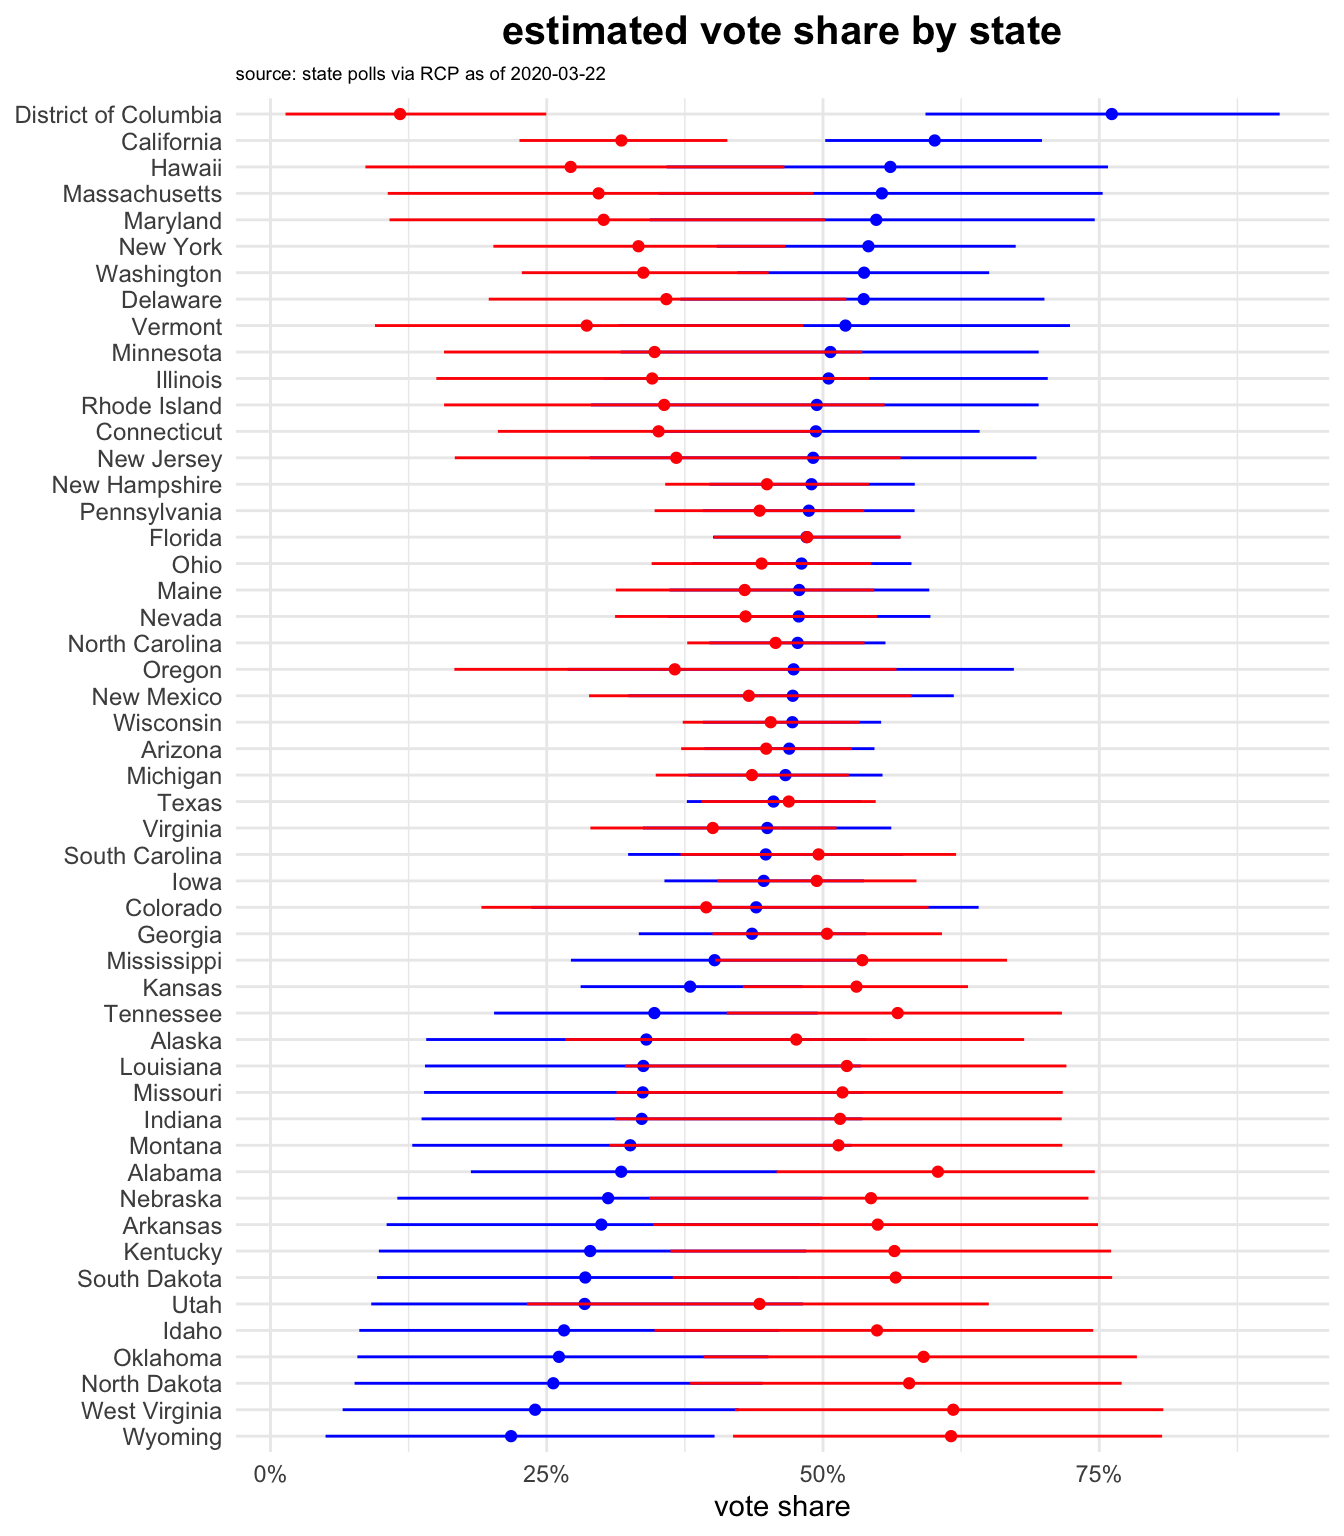 estimated vote share by state
source: state polls via RCP as of 2020-03-22
District of Columbia
California
Hawaii
Massachusetts
Maryland
New York
Washington
Delaware
Vermont
Minnesota
Illinois
Rhode Island
Connecticut
New Jersey
New Hampshire
Pennsylvania
Florida
Ohio
Maine
Nevada
North Carolina
Oregon
New Mexico
Wisconsin
Arizona
Michigan
Texas
Virginia
South Carolina
Iowa
Colorado
Georgia
Mississippi
Kansas
Tennessee
Alaska
Louisiana
Missouri
Indiana
Montana
Alabama
Nebraska
Arkansas
Kentucky
South Dakota
Utah
Idaho
Oklahoma
North Dakota
West Virginia
Wyoming
0% 25% 50% 75%
vote share